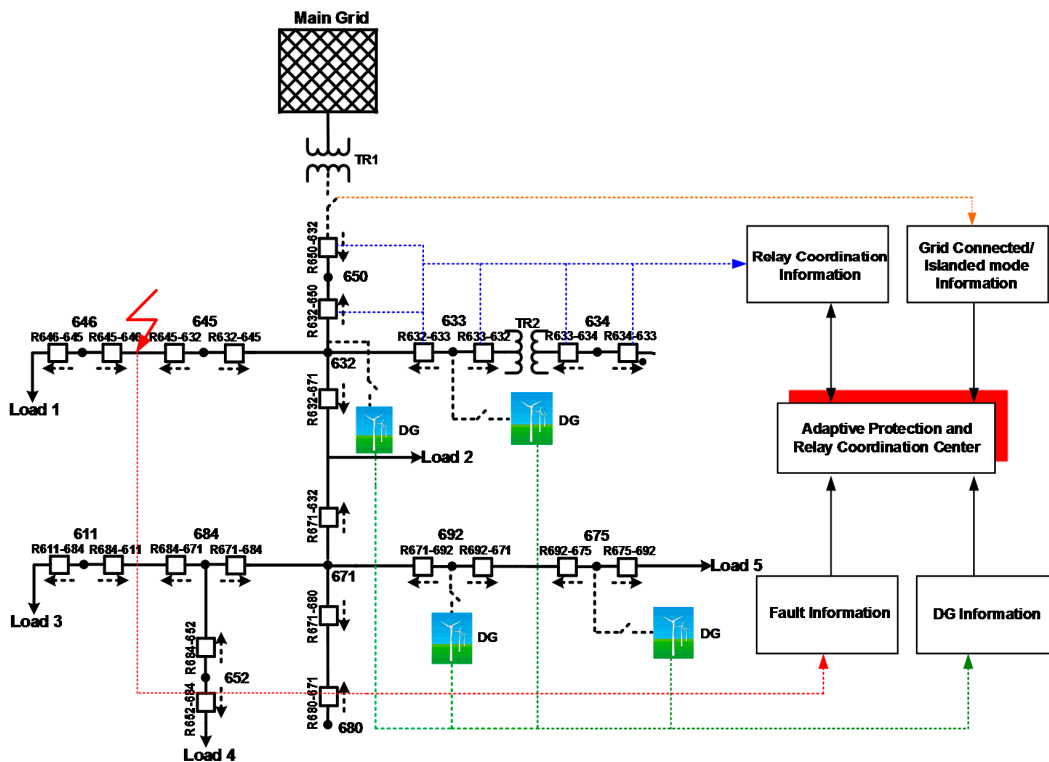 Main Grid
TR1
R650-632
650
R632-650
Relay Coordination
Information
Grid Connected/
Islanded mode
Information
646
645
633
TR2
634
R646-645
R645-646
R645-632
R632-645
R632-633
R633-632
R633-634
R634-633
632
Load 1
R632-671
DG
DG
Adaptive Protection and
Relay Coordination Center
Load 2
R671-632
611
684
692
675
R611-684
R684-611
R684-671
R671-684
R671-692
R692-671
R692-675
R675-692
671
Load 5
Load 3
R671-680
DG
DG
Fault Information
DG Information
R684-652
652
R652-684
R680-671
680
Load 4